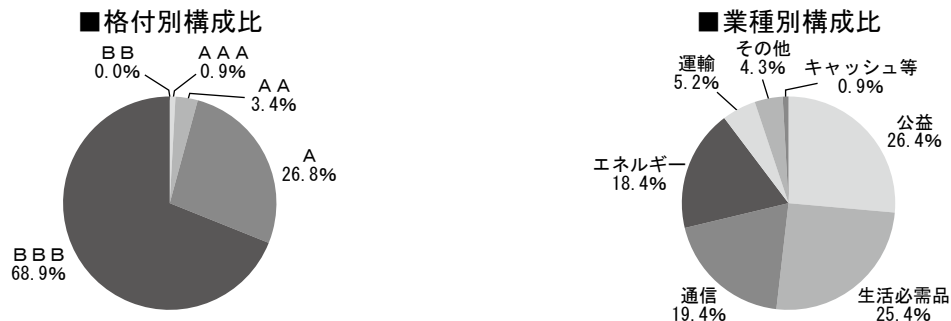 ■格付別構成比
ＢＢ
0.0%
ＡＡＡ
0.9%
ＡＡ
3.4%
Ａ
26.8%
ＢＢＢ
68.9%
■業種別構成比
運輸
5.2%
その他
4.3%
キャッシュ等
0.9%
公益
26.4%
エネルギー
18.4%
通信
19.4%
生活必需品
25.4%